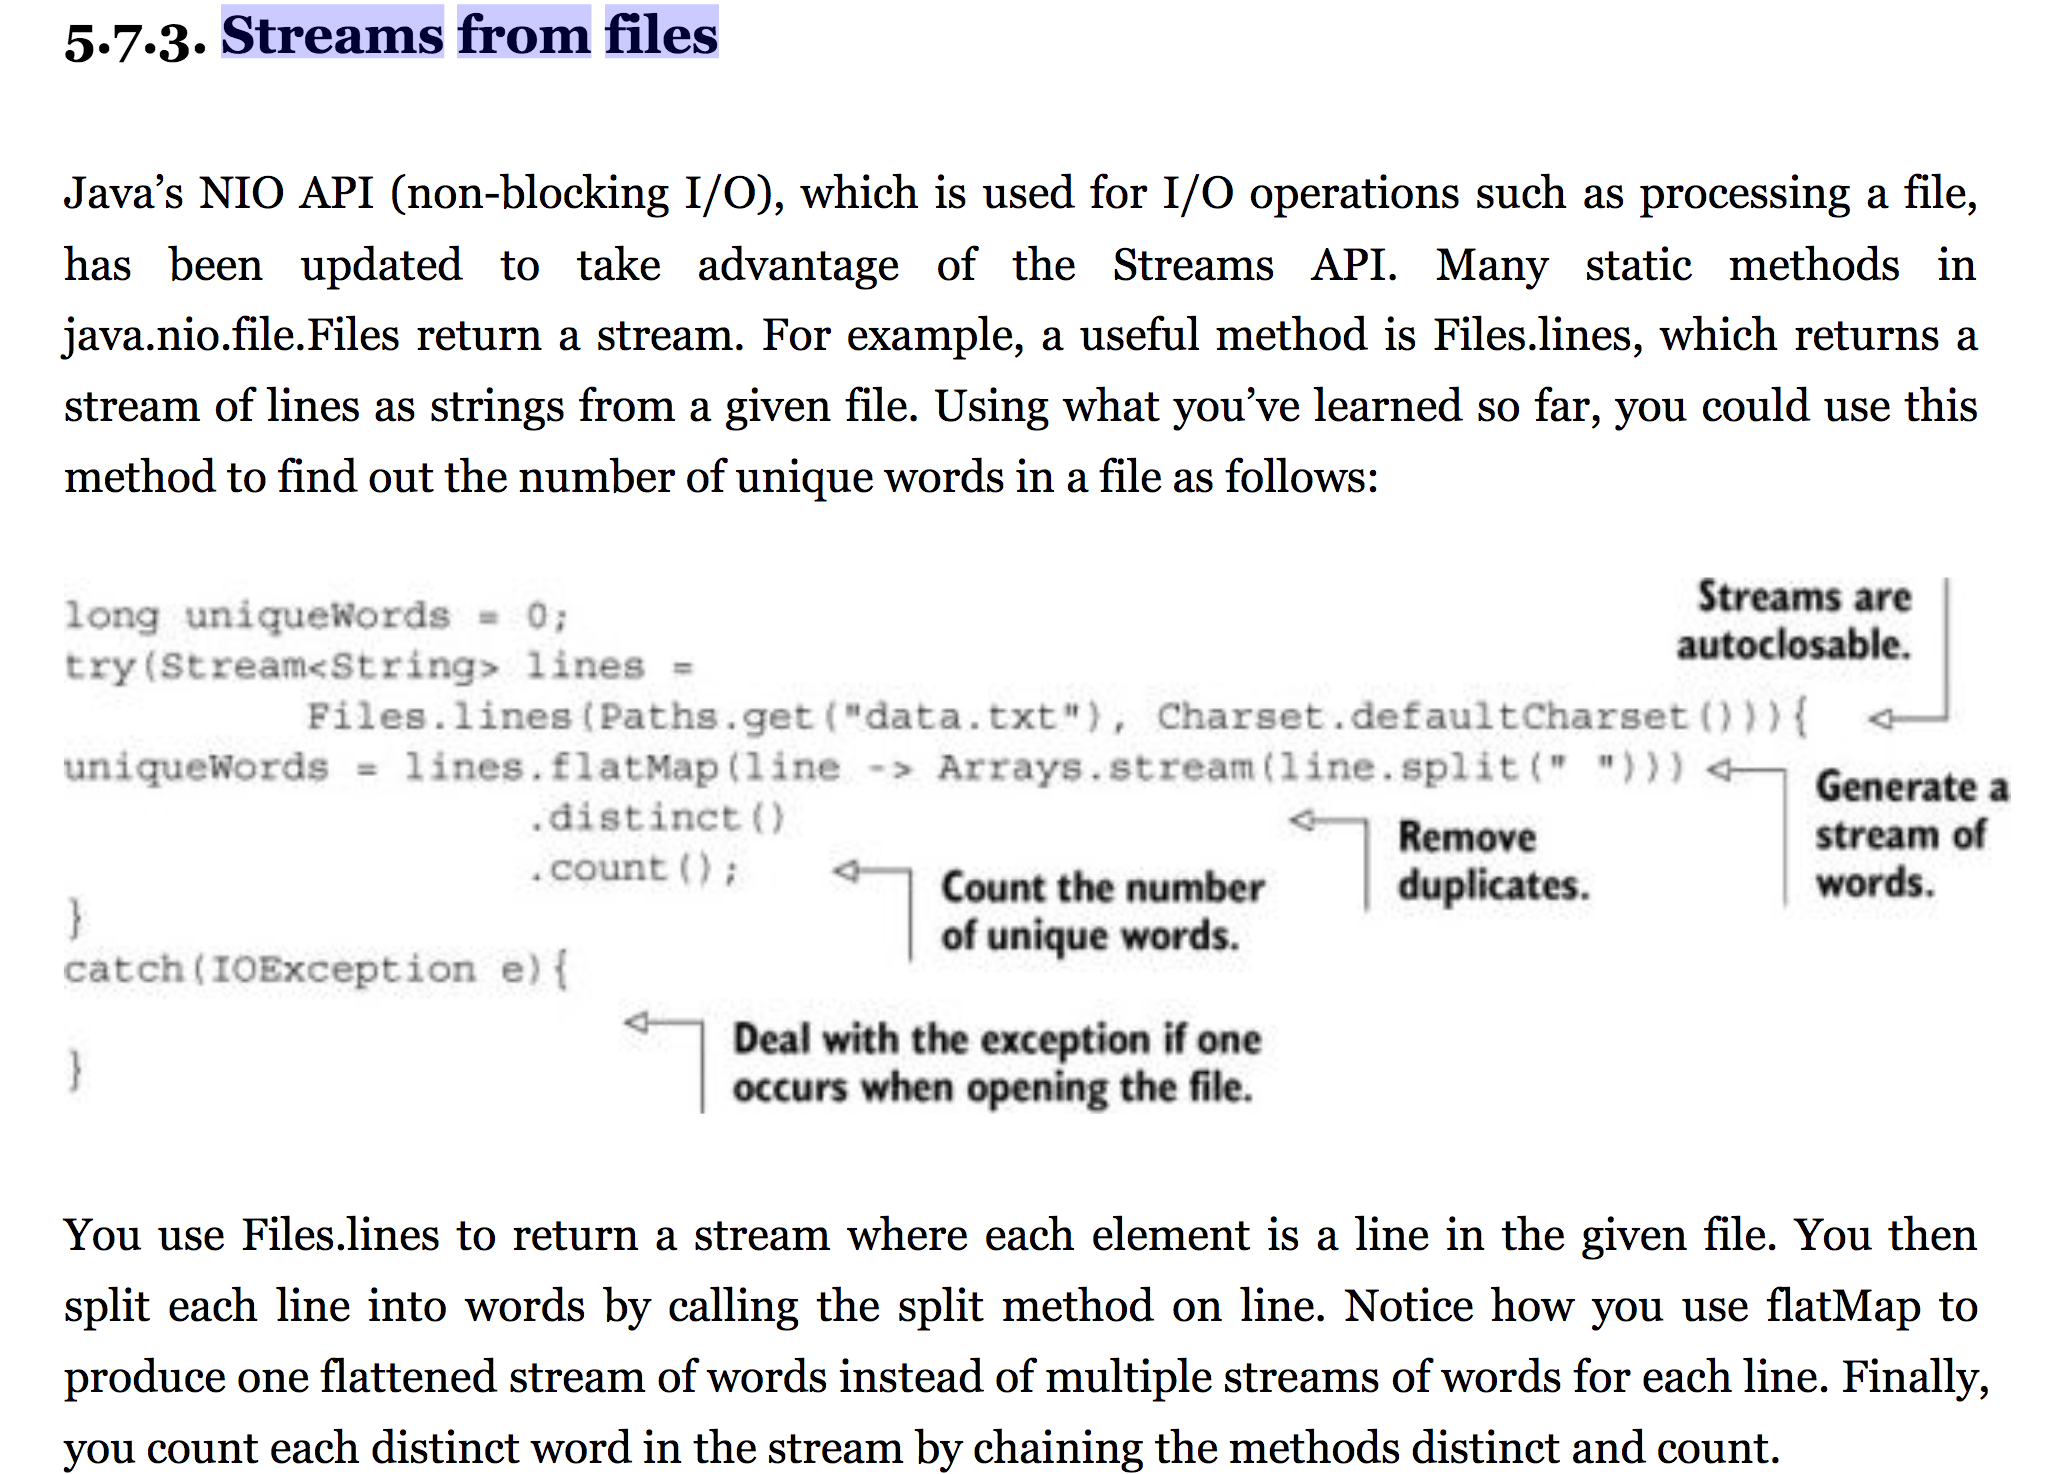 5.7.3. Streams from files
Java’s NIO API (non-blocking I/O), which is used for I/O operations such as processing a file,
has been updated to take advantage of the Streams API. Many static methods in
java.nio.file.Files return a stream. For example, a useful method is Files.lines, which returns a
stream of lines as strings from a given file. Using what you’ve learned so far, you could use this
method to find out the number of unique words in a file as follows:
long uniqueWords = 0;
try(Stream<String> lines =
Files.lines(Paths.get("data.txt"), Charset.defaultCharset())){
Streams are
autoclosable.
uniqueWords = lines.flatMap(line -> Arrays.stream(line.split(" ")))
Generate a
stream of
words.
.distinct()
Remove
duplicates.
.count();
Count the number
of unique words.
}
catch(IOException e){
Deal with the exception if one
occurs when opening the file.
}
You use Files.lines to return a stream where each element is a line in the given file. You then
split each line into words by calling the split method on line. Notice how you use flatMap to
produce one flattened stream of words instead of multiple streams of words for each line. Finally,
you count each distinct word in the stream by chaining the methods distinct and count.